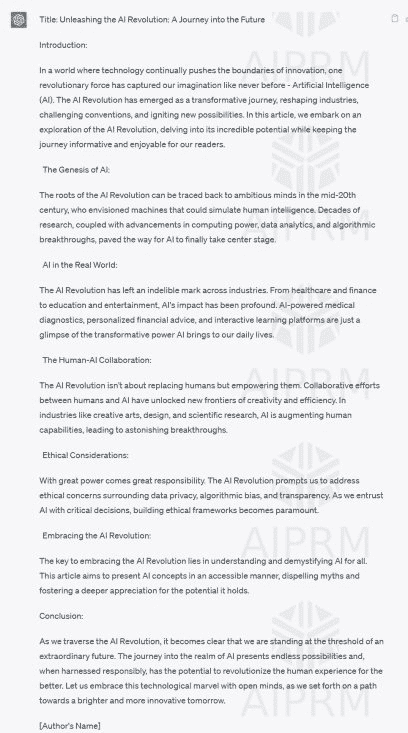 Title: Unleashing the AI Revolution: A Journey into the Future
Introduction:
In a world where technology continually pushes the boundaries of innovation, one
revolutionary force has captured our imagination like never before - Artificial Intelligence
(AI). The AI Revolution has emerged as a transformative journey, reshaping industries,
challenging conventions, and igniting new possibilities. In this article, we embark on an
exploration of the AI Revolution, delving into its incredible potential while keeping the
journey informative and enjoyable for our readers.
The Genesis of AI:
The roots of the AI Revolution can be traced back to ambitious minds in the mid-20th
century, who envisioned machines that could simulate human intelligence. Decades of
research, coupled with advancements in computing power, data analytics, and algorithmic
breakthroughs, paved the way for AI to finally take center stage.
AI in the Real World:
The AI Revolution has left an indelible mark across industries. From healthcare and finance
to education and entertainment, AI's impact has been profound. AI-powered medical
diagnostics, personalized financial advice, and interactive learning platforms are just a
glimpse of the transformative power AI brings to our daily lives.
The Human-AI Collaboration:
The AI Revolution isn't about replacing humans but empowering them. Collaborative efforts
between humans and AI have unlocked new frontiers of creativity and efficiency. In
industries like creative arts, design, and scientific research, AI is augmenting human
capabilities, leading to astonishing breakthroughs.
Ethical Considerations:
With great power comes great responsibility. The AI Revolution prompts us to address
ethical concerns surrounding data privacy, algorithmic bias, and transparency. As we entrust
AI with critical decisions, building ethical frameworks becomes paramount.
Embracing the AI Revolution:
The key to embracing the AI Revolution lies in understanding and demystifying AI for all.
This article aims to present AI concepts in an accessible manner, dispelling myths and
fostering a deeper appreciation for the potential it holds.
Conclusion:
As we traverse the AI Revolution, it becomes clear that we are standing at the threshold of an
extraordinary future. The journey into the realm of AI presents endless possibilities and,
when harnessed responsibly, has the potential to revolutionize the human experience for the
better. Let us embrace this technological marvel with open minds, as we set forth on a path
towards a brighter and more innovative tomorrow.
[Author's Name]
AIPRM
AIPRM
AIPRM
AIPRM
AIPRM